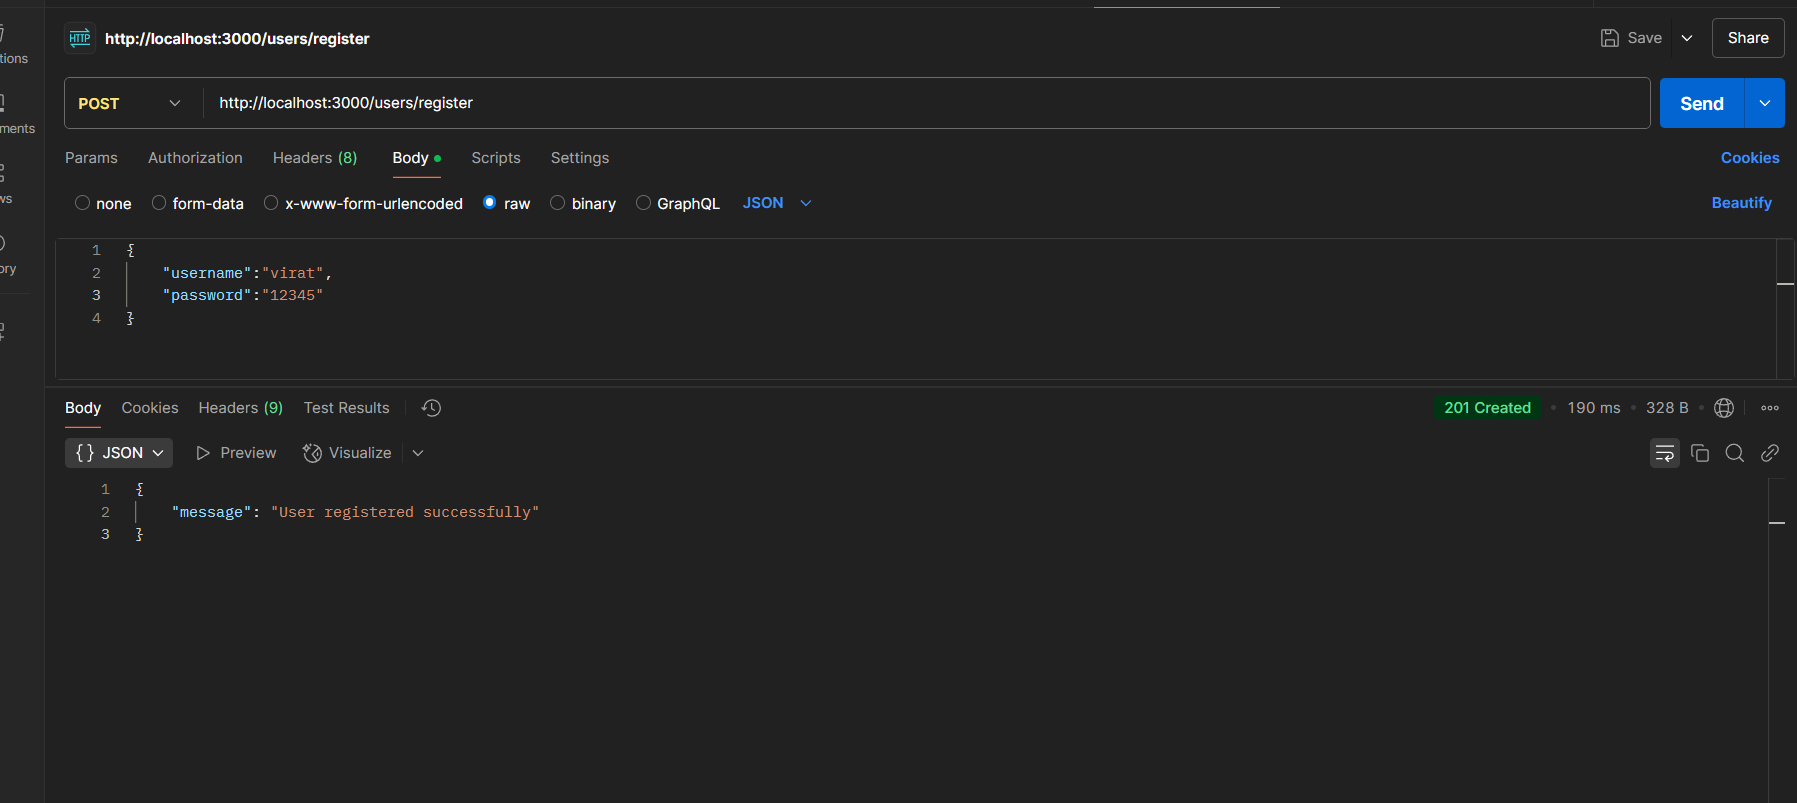 HTTP http://localhost:3000/users/register Save Share
tions
POST http://localhost:3000/users/register Send
ments
Params Authorization Headers (8) Body Scripts Settings Cookies
ws
none form-data x-www-form-urlencoded raw binary GraphQL JSON Beautify
1 {
ory
2 "username":"virat",
3 "password":"12345"
4 }
Body Cookies Headers (9) Test Results 201 Created • 190 ms • 328 B •
{} JSON Preview Visualize
1 {
2 "message": "User registered successfully"
3 }